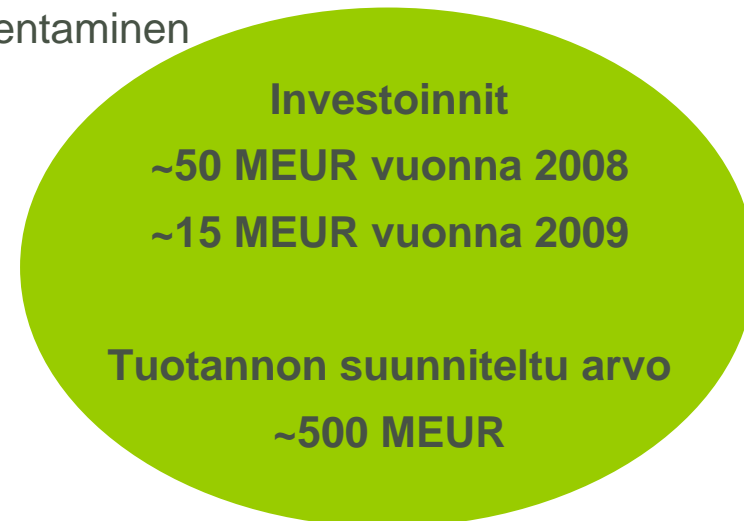 entaminen
Investoinnit
~50 MEUR vuonna 2008
~15 MEUR vuonna 2009
Tuotannon suunniteltu arvo
~500 MEUR